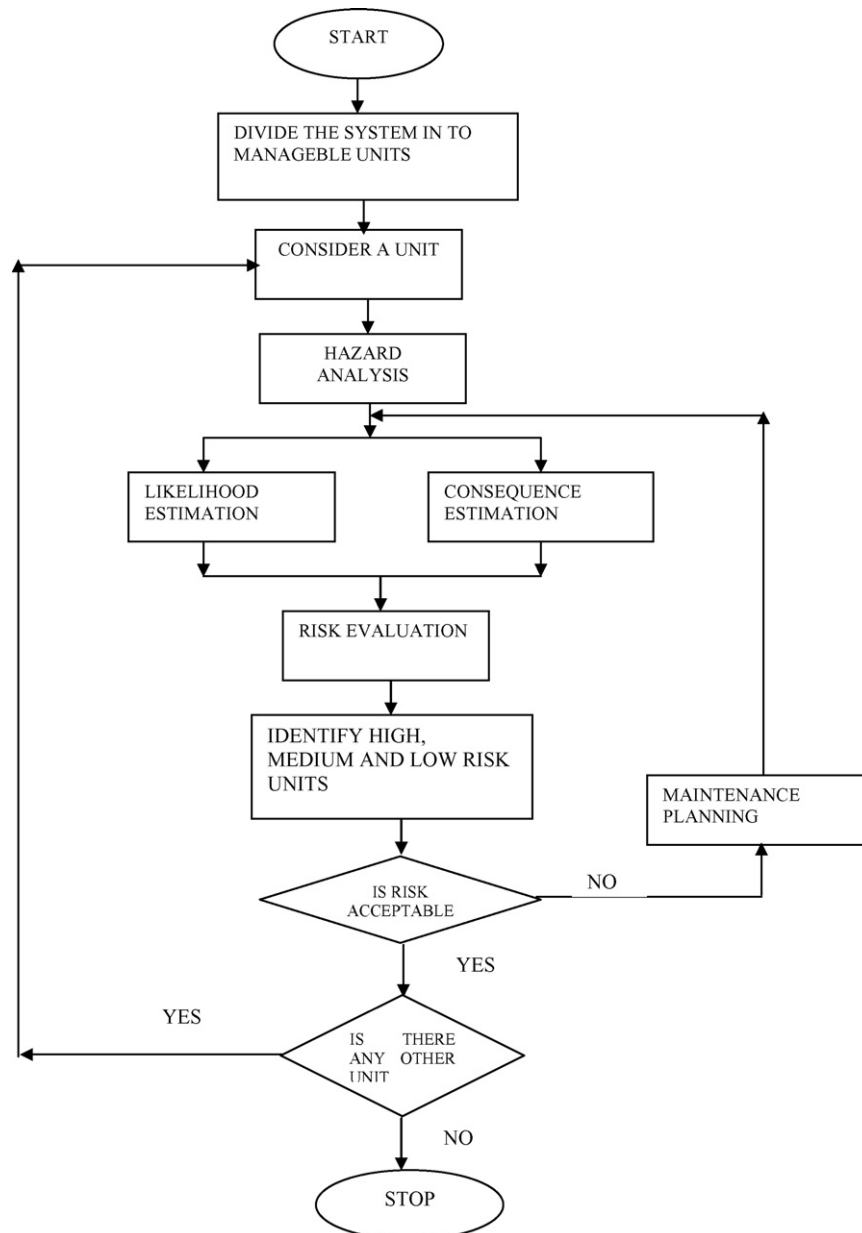 START
DIVIDE THE SYSTEM IN TO
MANAGEBLE UNITS
CONSIDER A UNIT
HAZARD
ANALYSIS
LIKELIHOOD
ESTIMATION
CONSEQUENCE
ESTIMATION
RISK EVALUATION
IDENTIFY HIGH,
MEDIUM AND LOW RISK
UNITS
MAINTENANCE
PLANNING
IS RISK
ACCEPTABLE
NO
YES
YES
IS THERE
ANY OTHER
UNIT
NO
STOP